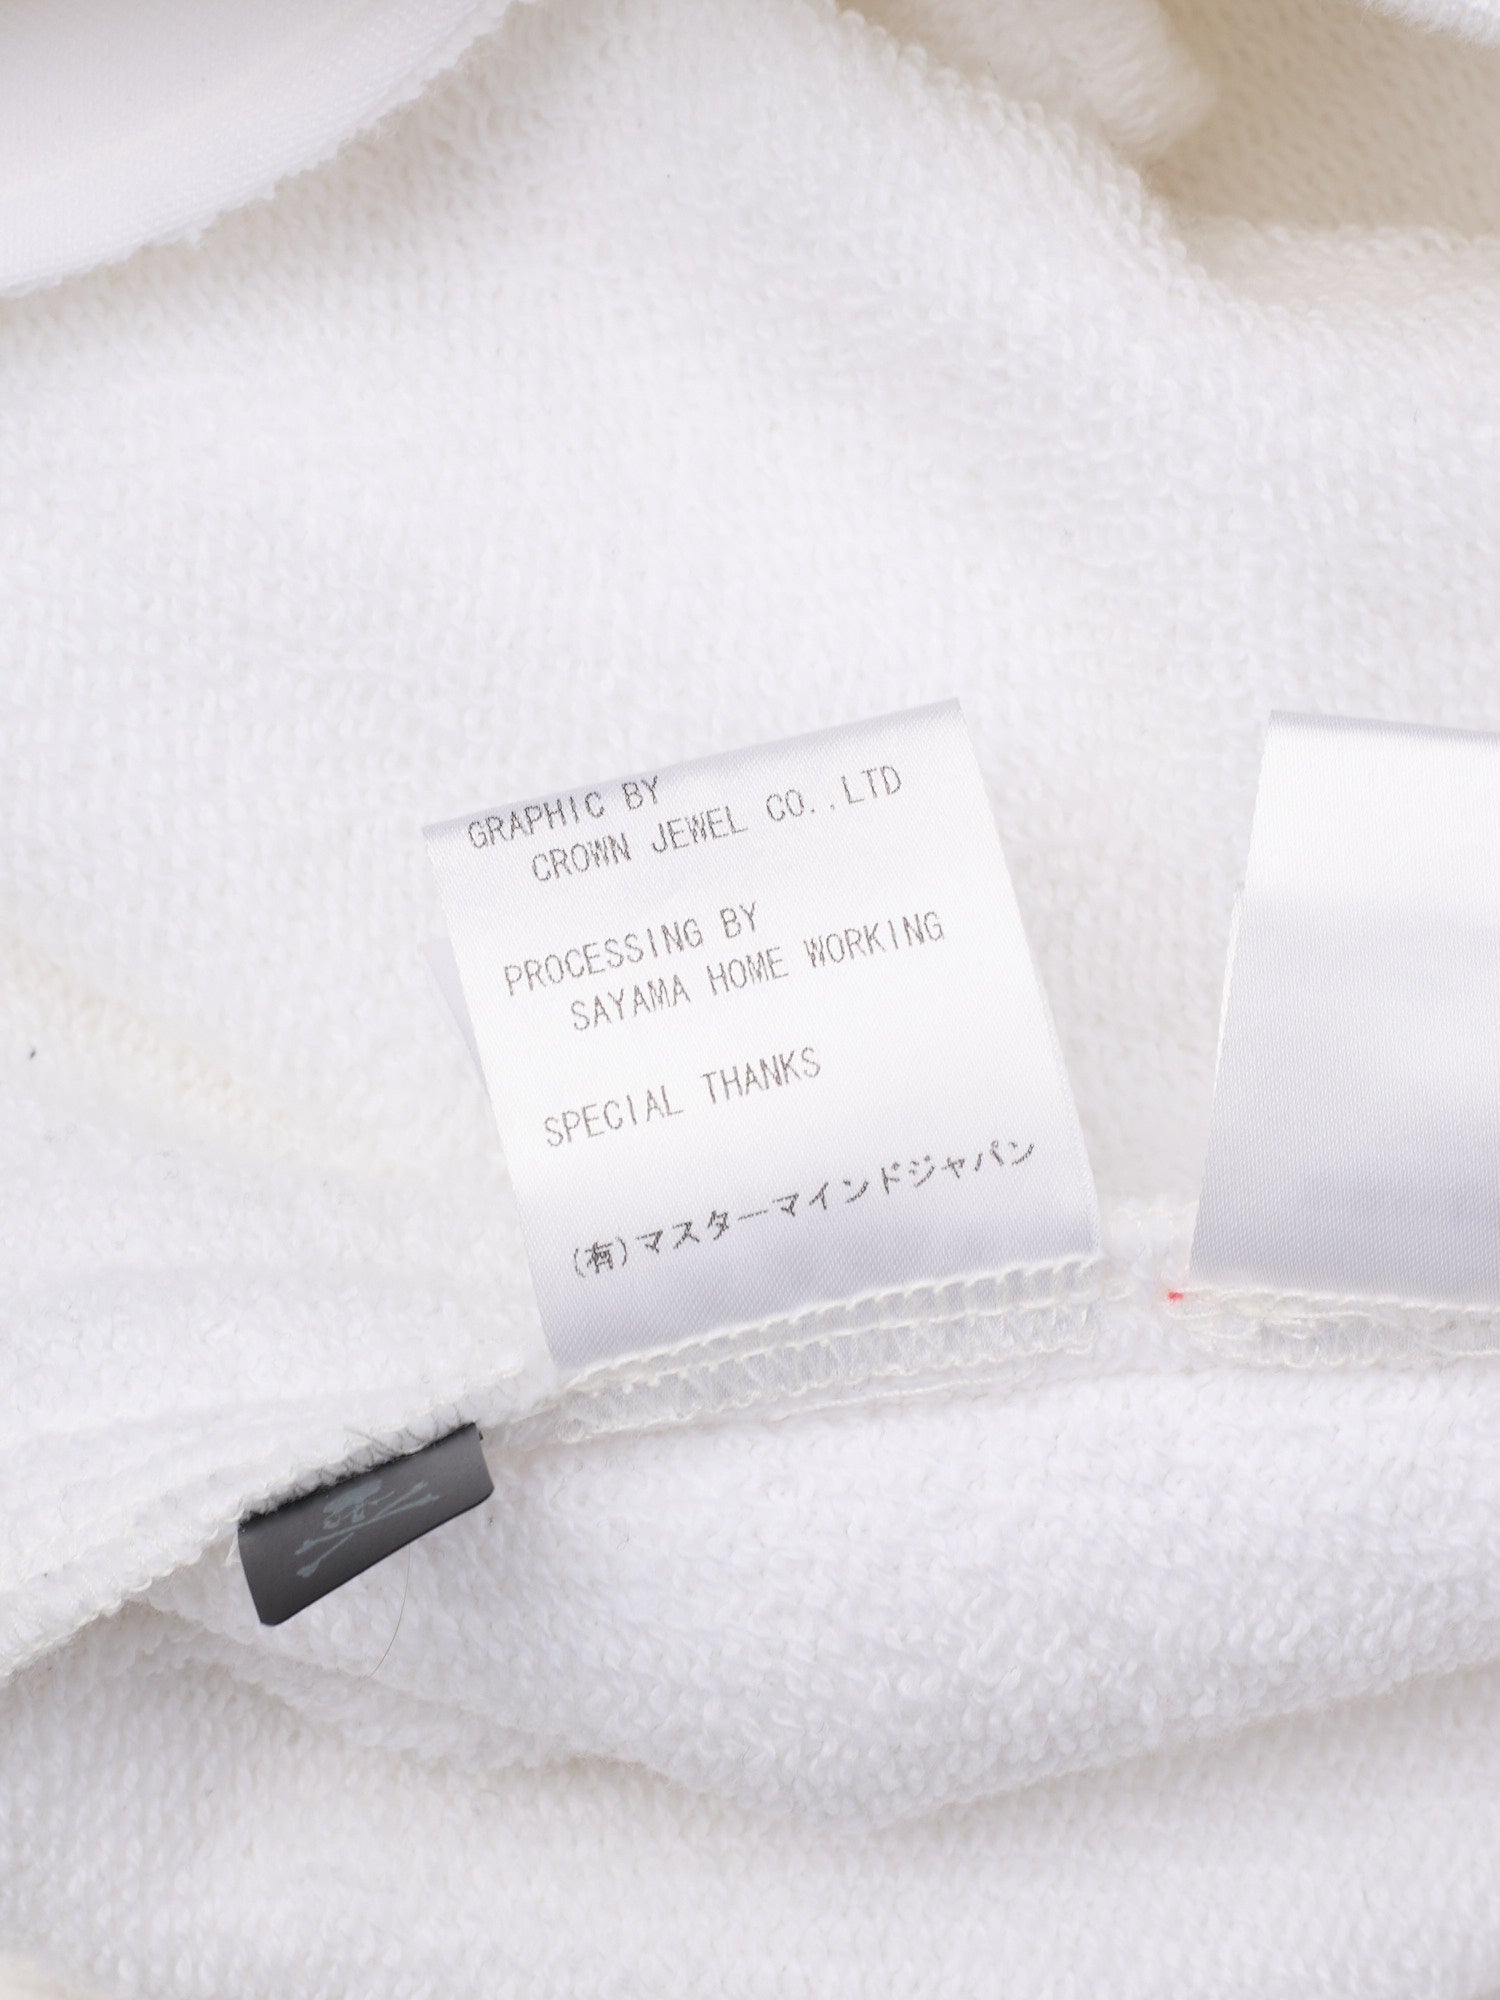 GRAPHIC BY
CROWN JEWEL CO.,LTD
PROCESSING BY
SAYAMA HOME WORKING
SPECIAL THANKS
(有)マスターマインドジャパン